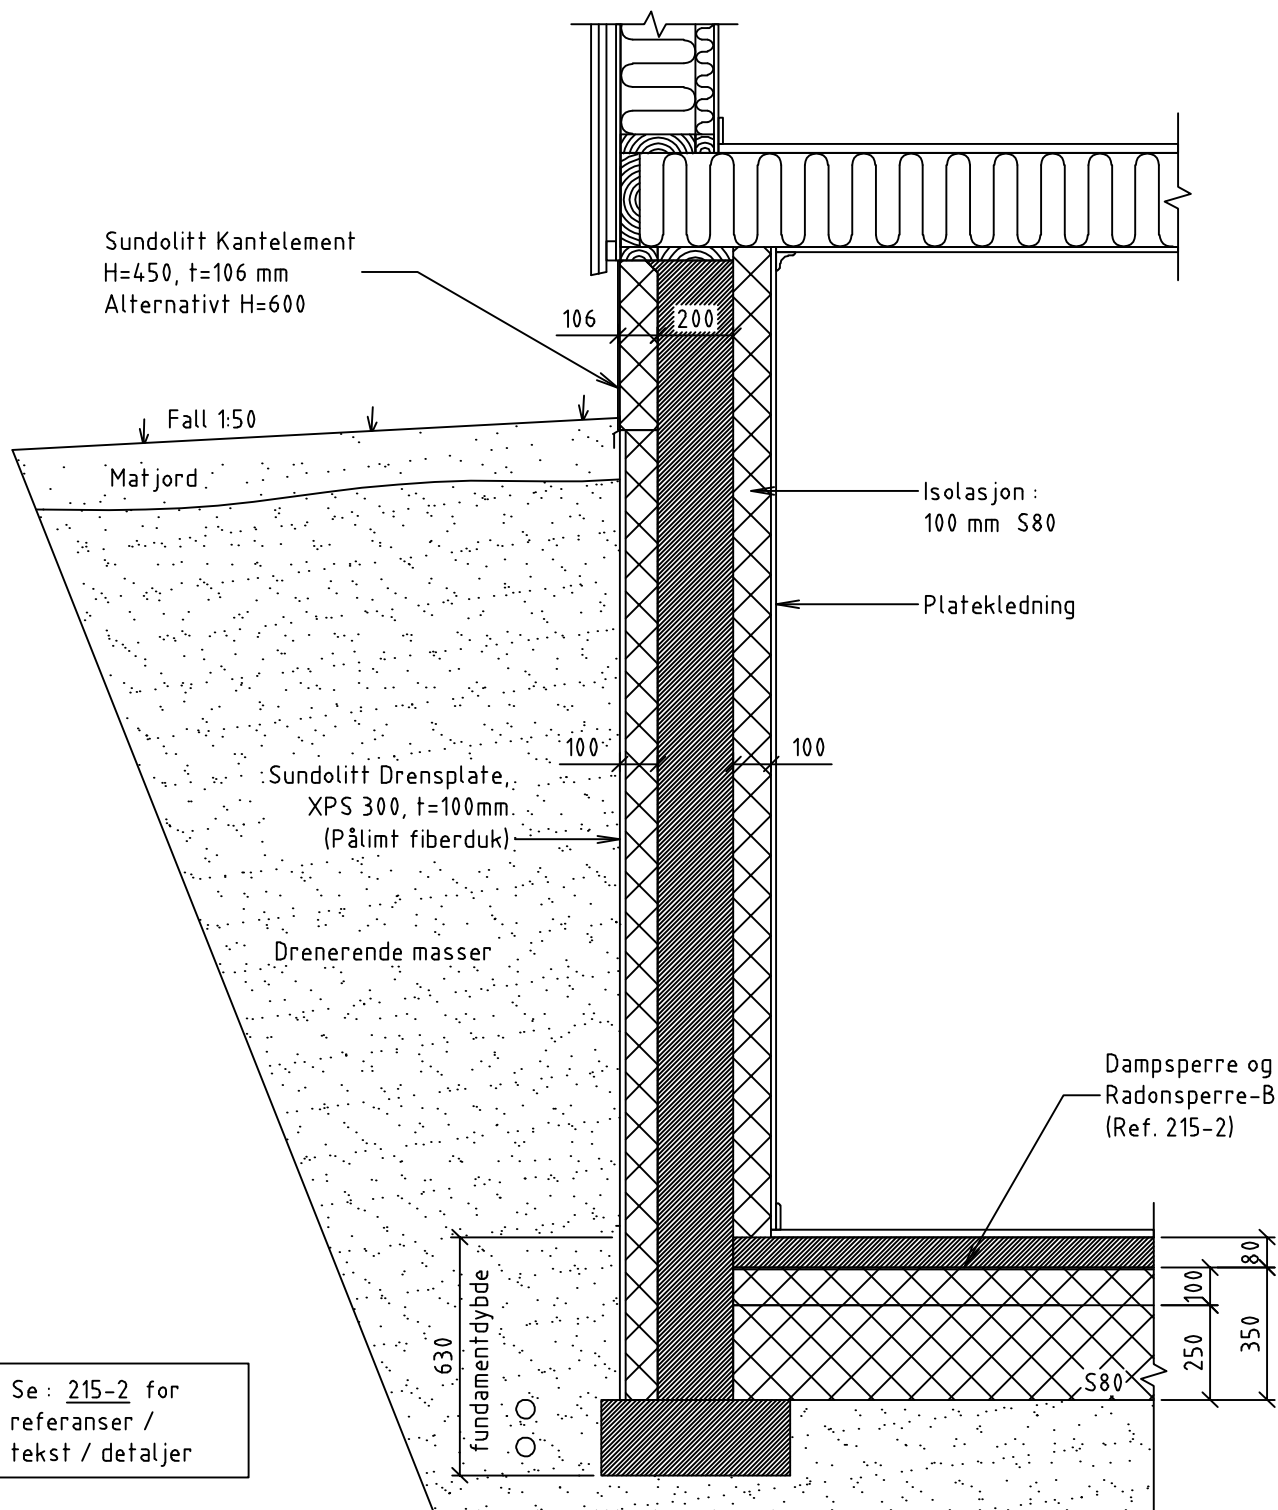 Sundolitt Kantelement
H=450, t=106 mm
Alternativt H=600
106
200
Fall 1:50
Matjord
Isolasjon :
100 mm S80
Platekledning
100
100
Sundolitt Drensplate,
XPS 300, t=100mm
(Pålimt fiberduk)
Drenerende masser
Dampsperre og
Radonsperre-B
(Ref. 215-2)
80
100
250
350
S80
630
fundamentdybde
Se : 215-2 for
referanser /
tekst / detaljer